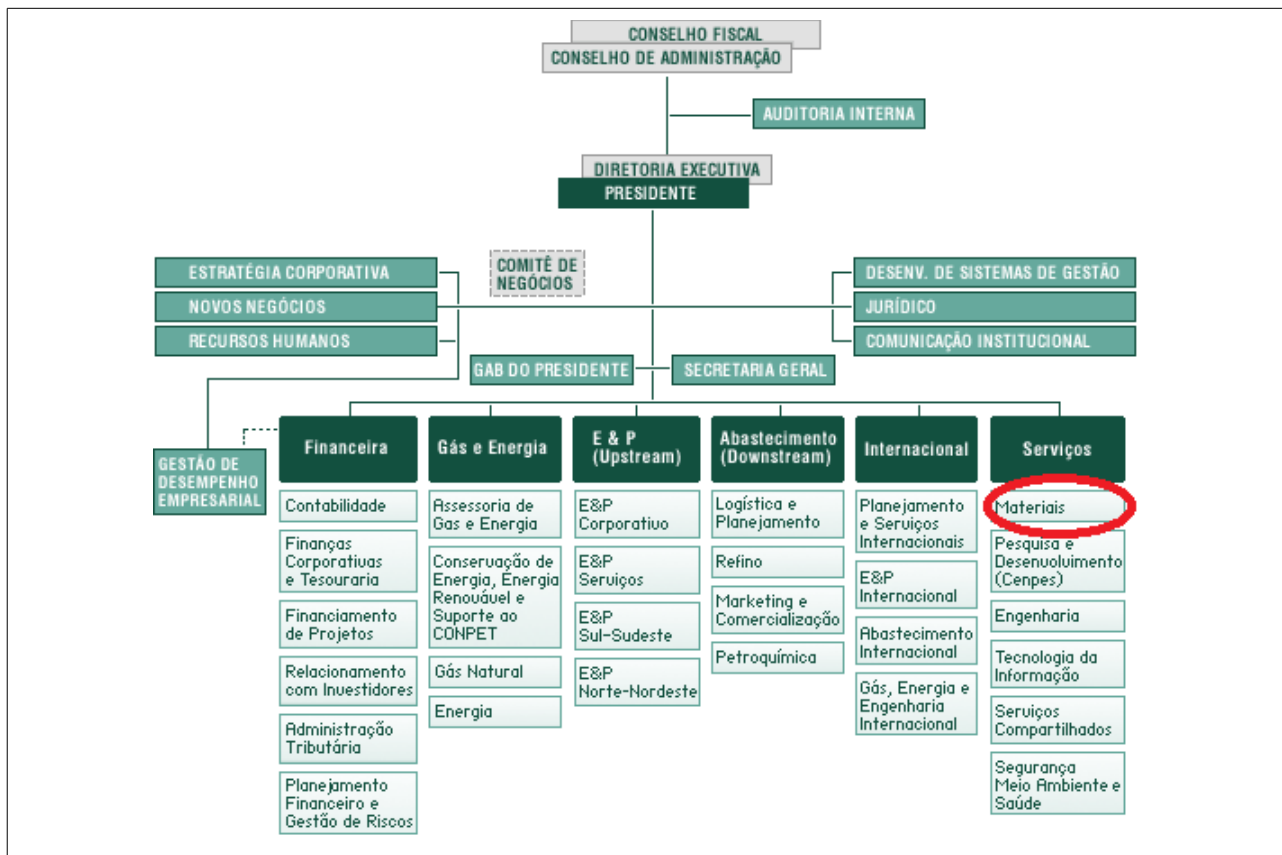 CONSELHO FISCAL
CONSELHO DE ADMINISTRAÇÃO
AUDITORIA INTERNA
DIRETORIA EXECUTIVA
PRESIDENTE
ESTRATÉGIA CORPORATIVA
NOVOS NEGÓCIOS
RECURSOS HUMANOS
COMITÊ DE
NEGÓCIOS
DESENV. DE SISTEMAS DE GESTÃO
JURÍDICO
COMUNICAÇÃO INSTITUCIONAL
GAB DO PRESIDENTE
SECRETARIA GERAL
GESTÃO DE
DESEMPENHO
EMPRESARIAL
Financeira
Contabilidade
Finanças
Corporativas
e Tesouraria
Financiamento
de Projetos
Relacionamento
com Investidores
Administração
Tributária
Planejamento
Financeiro e
Gestão de Riscos
Gás e Energia
Assessoria de
Gas e Energia
Conservação de
Energia, Energia
Renovável e
Suporte ao
CONPET
Gás Natural
Energia
E & P
(Upstream)
E&P
Corporativo
E&P
Serviços
E&P
Sul-Sudeste
E&P
Norte-Nordeste
Abastecimento
(Downstream)
Logística e
Planejamento
Refino
Marketing e
Comercialização
Petroquímica
Internacional
Planejamento
e Serviços
Internacionais
E&P
Internacional
Abastecimento
Internacional
Gás, Energia e
Engenharia
Internacional
Serviços
Materiais
Pesquisa e
Desenvolvimento
(Cenpes)
Engenharia
Tecnologia da
Informação
Serviços
Compartilhados
Segurança
Meio Ambiente e
Saúde